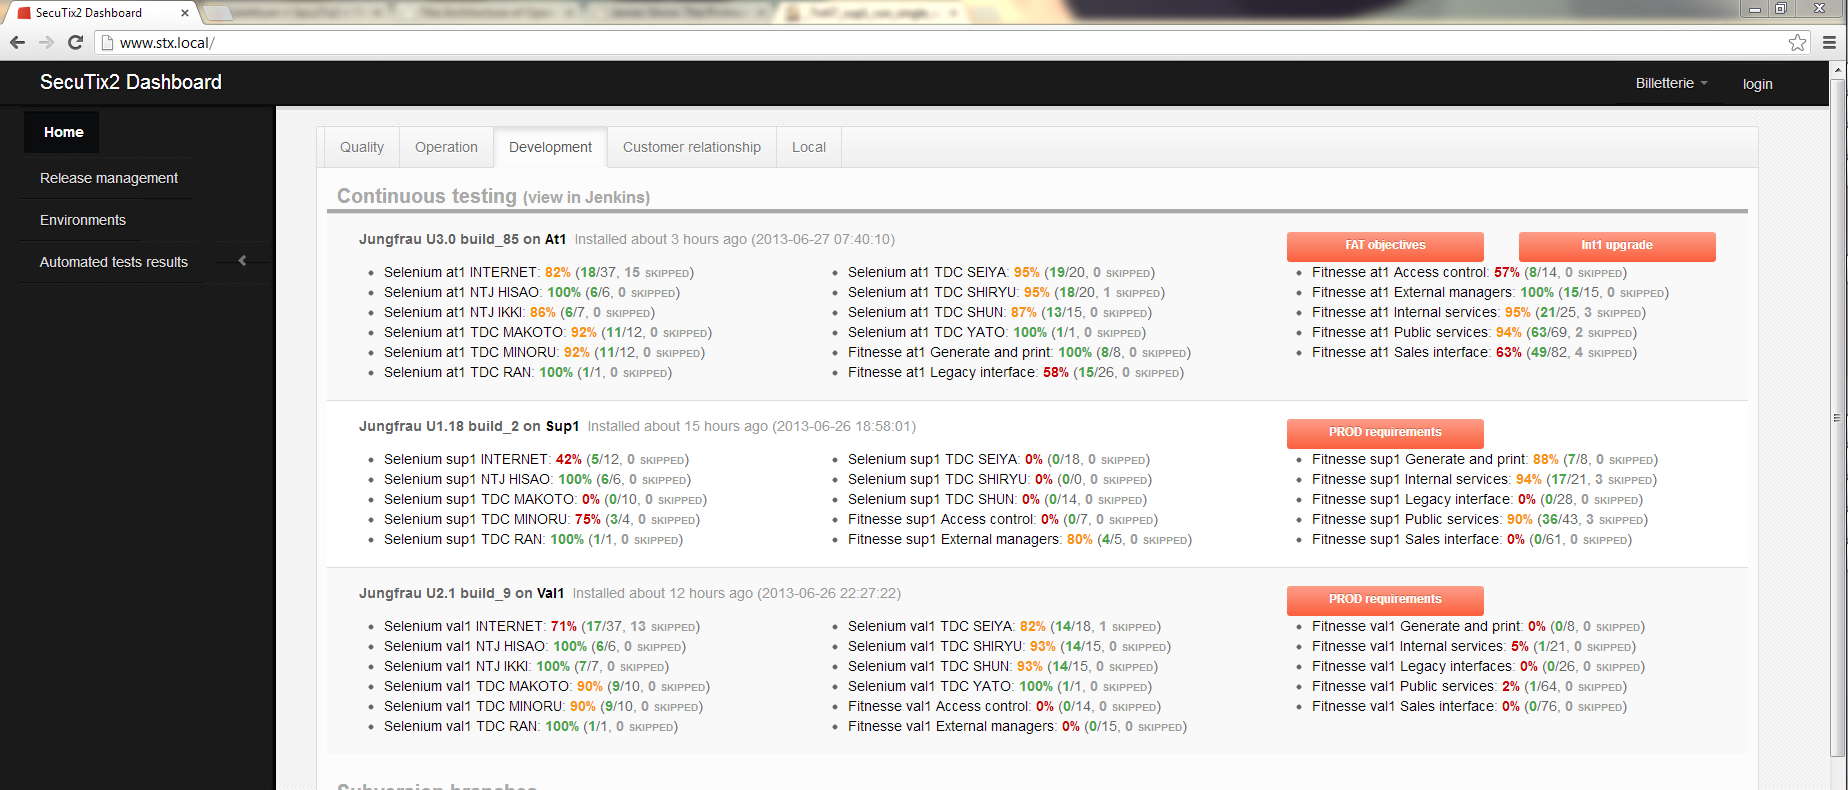 SecuTix2 Dashboard
www.stx.local/
SecuTix2 Dashboard
Billetterie
login
Home
Release management
Environments
Automated tests results
Quality
Operation
Development
Customer relationship
Local
Continuous testing (view in Jenkins)
Jungfrau U3.0 build_85 on At1 Installed about 3 hours ago (2013-06-27 07:40:10)
FAT objectives
Int1 upgrade
Selenium at1 INTERNET: 82% (18/37, 15 SKIPPED)
Selenium at1 NTJ HISAO: 100% (6/6, 0 SKIPPED)
Selenium at1 NTJ IKKI: 86% (6/7, 0 SKIPPED)
Selenium at1 TDC MAKOTO: 92% (11/12, 0 SKIPPED)
Selenium at1 TDC MINORU: 92% (11/12, 0 SKIPPED)
Selenium at1 TDC RAN: 100% (1/1, 0 SKIPPED)
Selenium at1 TDC SEIYA: 95% (19/20, 0 SKIPPED)
Selenium at1 TDC SHIRYU: 95% (18/20, 1 SKIPPED)
Selenium at1 TDC SHUN: 87% (13/15, 0 SKIPPED)
Selenium at1 TDC YATO: 100% (1/1, 0 SKIPPED)
Fitnesse at1 Generate and print: 100% (8/8, 0 SKIPPED)
Fitnesse at1 Legacy interface: 58% (15/26, 0 SKIPPED)
Fitnesse at1 Access control: 57% (8/14, 0 SKIPPED)
Fitnesse at1 External managers: 100% (15/15, 0 SKIPPED)
Fitnesse at1 Internal services: 95% (21/25, 3 SKIPPED)
Fitnesse at1 Public services: 94% (63/69, 2 SKIPPED)
Fitnesse at1 Sales interface: 63% (49/82, 4 SKIPPED)
Jungfrau U1.18 build_2 on Sup1 Installed about 15 hours ago (2013-06-26 18:58:01)
PROD requirements
Selenium sup1 INTERNET: 42% (5/12, 0 SKIPPED)
Selenium sup1 NTJ HISAO: 100% (6/6, 0 SKIPPED)
Selenium sup1 TDC MAKOTO: 0% (0/10, 0 SKIPPED)
Selenium sup1 TDC MINORU: 75% (3/4, 0 SKIPPED)
Selenium sup1 TDC RAN: 100% (1/1, 0 SKIPPED)
Selenium sup1 TDC SEIYA: 0% (0/18, 0 SKIPPED)
Selenium sup1 TDC SHIRYU: 0% (0/0, 0 SKIPPED)
Selenium sup1 TDC SHUN: 0% (0/14, 0 SKIPPED)
Fitnesse sup1 Access control: 0% (0/7, 0 SKIPPED)
Fitnesse sup1 External managers: 80% (4/5, 0 SKIPPED)
Fitnesse sup1 Generate and print: 88% (7/8, 0 SKIPPED)
Fitnesse sup1 Internal services: 94% (17/21, 3 SKIPPED)
Fitnesse sup1 Legacy interface: 0% (0/28, 0 SKIPPED)
Fitnesse sup1 Public services: 90% (36/43, 3 SKIPPED)
Fitnesse sup1 Sales interface: 0% (0/61, 0 SKIPPED)
Jungfrau U2.1 build_9 on Val1 Installed about 12 hours ago (2013-06-26 22:27:22)
PROD requirements
Selenium val1 INTERNET: 71% (17/37, 13 SKIPPED)
Selenium val1 NTJ HISAO: 100% (6/6, 0 SKIPPED)
Selenium val1 NTJ IKKI: 100% (7/7, 0 SKIPPED)
Selenium val1 TDC MAKOTO: 90% (9/10, 0 SKIPPED)
Selenium val1 TDC MINORU: 90% (9/10, 0 SKIPPED)
Selenium val1 TDC RAN: 100% (1/1, 0 SKIPPED)
Selenium val1 TDC SEIYA: 82% (14/18, 1 SKIPPED)
Selenium val1 TDC SHIRYU: 93% (14/15, 0 SKIPPED)
Selenium val1 TDC SHUN: 93% (14/15, 0 SKIPPED)
Selenium val1 TDC YATO: 100% (1/1, 0 SKIPPED)
Fitnesse val1 Access control: 0% (0/14, 0 SKIPPED)
Fitnesse val1 External managers: 0% (0/15, 0 SKIPPED)
Fitnesse val1 Generate and print: 0% (0/8, 0 SKIPPED)
Fitnesse val1 Internal services: 5% (1/21, 0 SKIPPED)
Fitnesse val1 Legacy interfaces: 0% (0/26, 0 SKIPPED)
Fitnesse val1 Public services: 2% (1/64, 0 SKIPPED)
Fitnesse val1 Sales interface: 0% (0/76, 0 SKIPPED)
Subversion branches